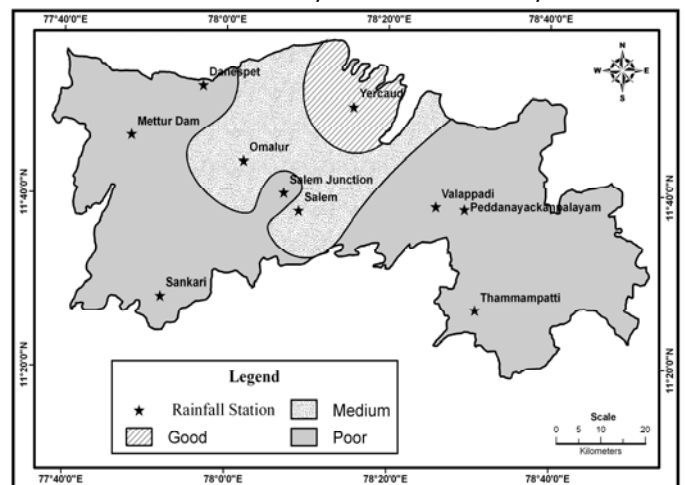 77°40'0"E 78°0'0"E 78°20'0"E 78°40'0"E
N
W E
S
Danespet
Yercaud
Mettur Dam
Omalur
Salem Junction
Salem
Valappadi
Peddanayackanpalayam
11°40'0"N 11°40'0"N
Sankari
Thammampatti
11°20'0"N 11°20'0"N
Legend
Rainfall Station Medium
Good Poor
Scale
0 5 10 20
Kilometers
77°40'0"E 78°0'0"E 78°20'0"E 78°40'0"E